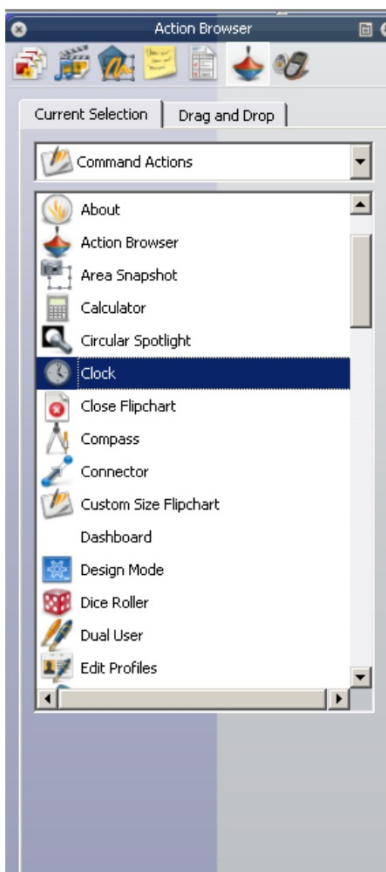 Action Browser
Current Selection
Drag and Drop
Command Actions
About
Action Browser
Area Snapshot
Calculator
Circular Spotlight
Clock
Close Flipchart
Compass
Connector
Custom Size Flipchart
Dashboard
Design Mode
Dice Roller
Dual User
Edit Profiles